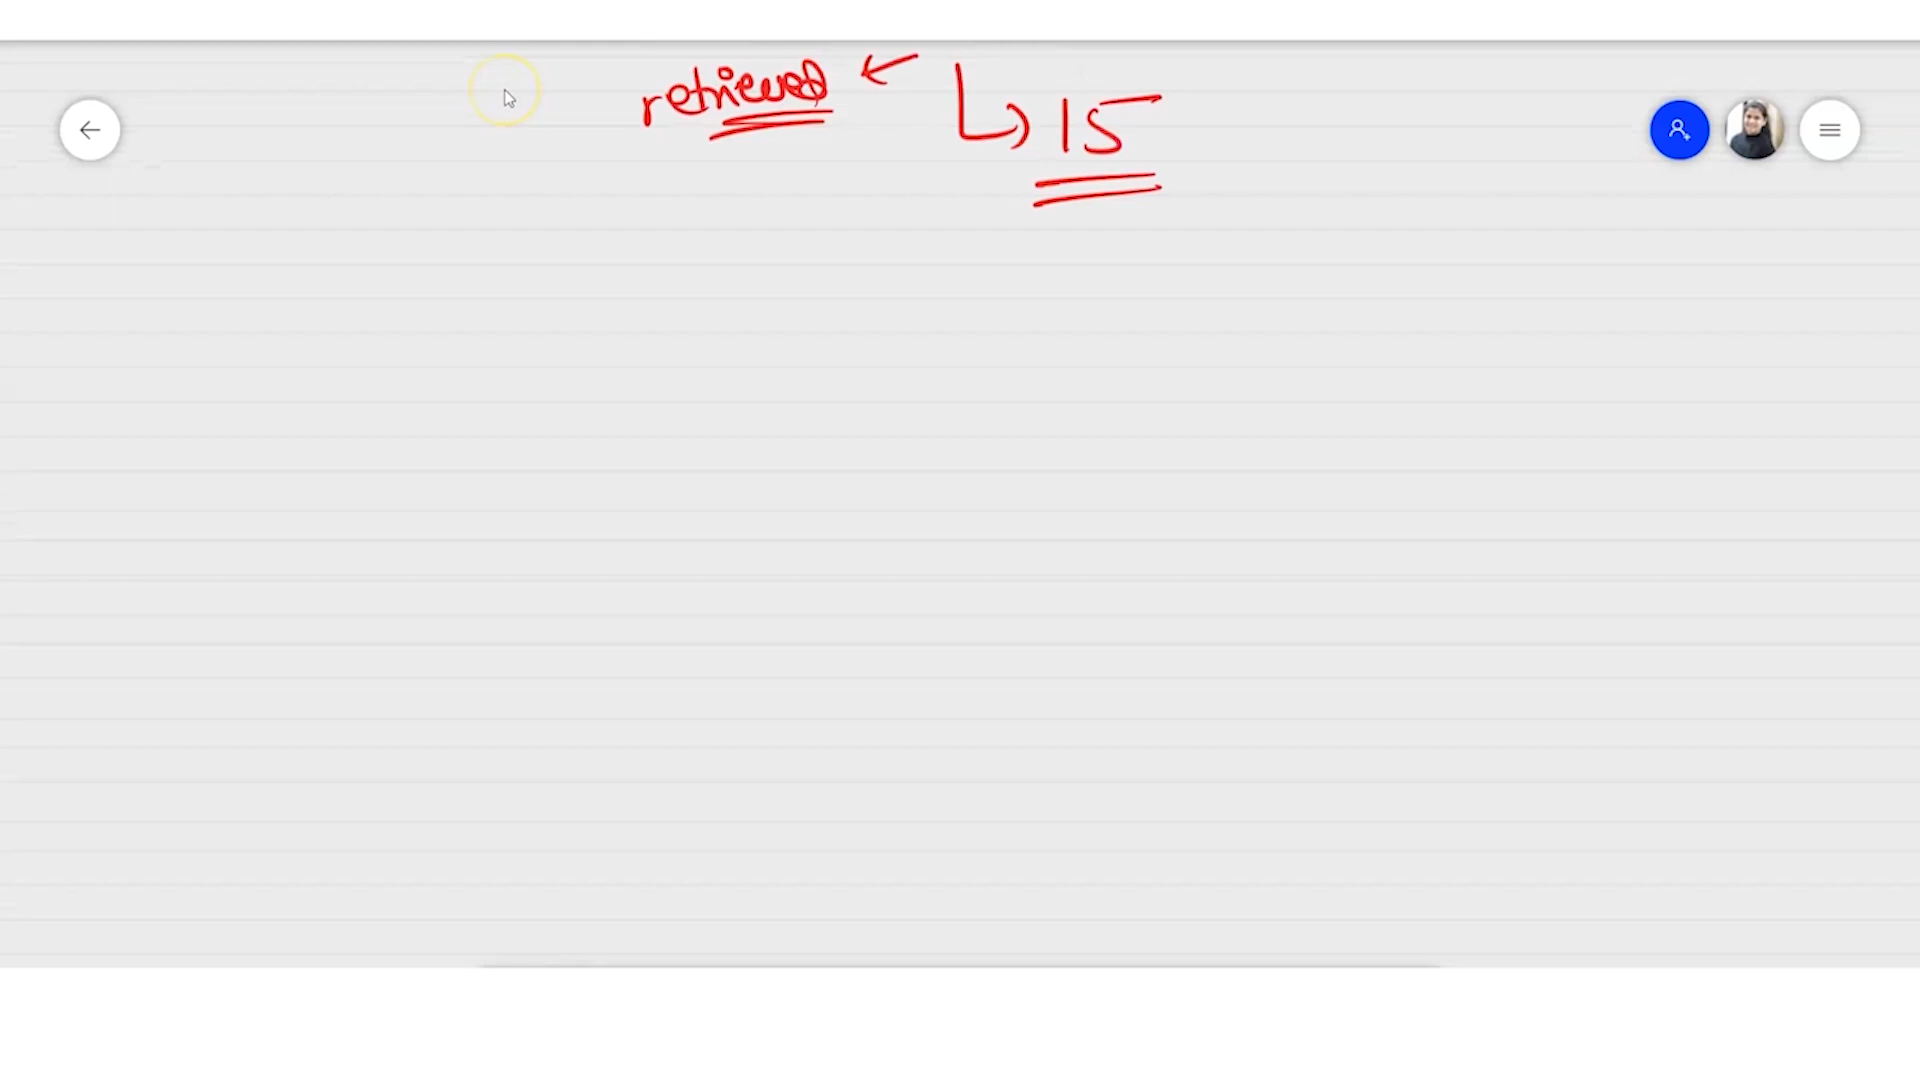 retrieved ← ↳ 15